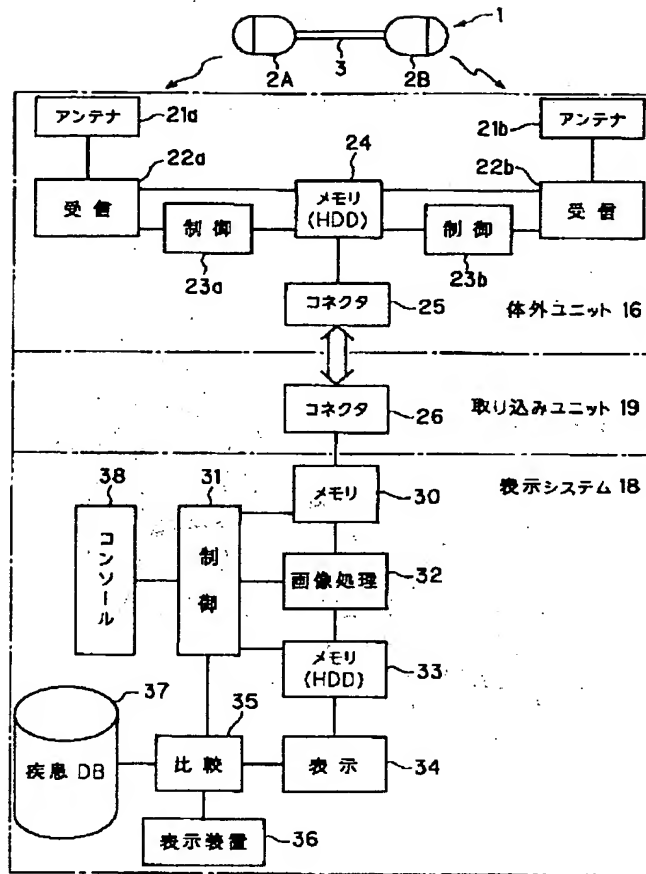 1
2A
3
2B
アンテナ
21a
21b
アンテナ
22a
24
22b
受信
メモリ
(HDD)
受信
制御
制御
23a
23b
コネクタ
25
体外ユニット 16
コネクタ
26
取り込みユニット 19
38
31
メモリ
30
表示システム 18
コンソール
制御
画像処理
32
メモリ
(HDD)
33
37
35
疾患 DB
比較
表示
34
表示装置
36